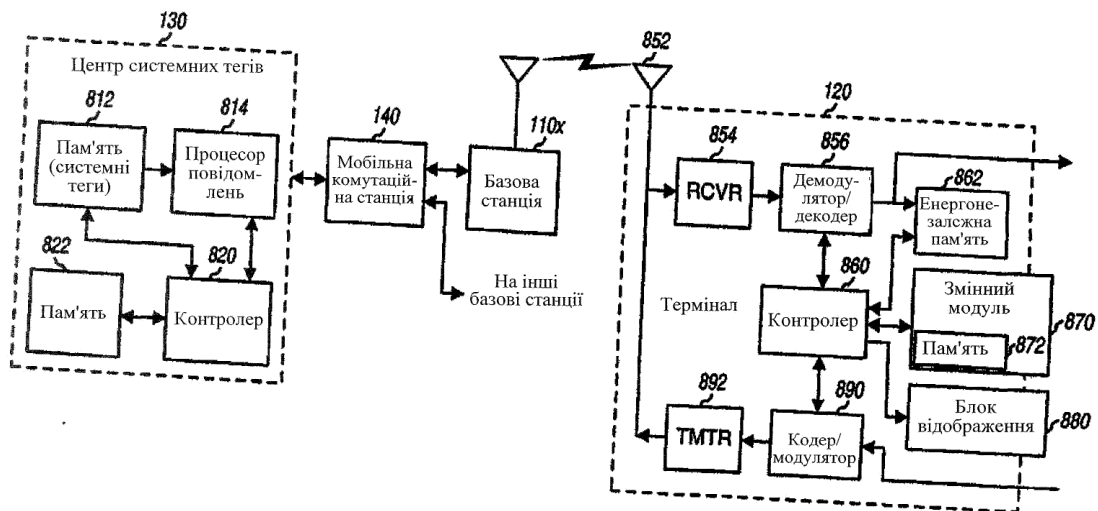 130
Центр системних тегів
812
Пам'ять
(системні
теги)
814
Процесор
повідом-
лень
822
Пам'ять
820
Контролер
140
Мобільна
комутацій-
на станція
110x
Базова
станція
На інші
базові станції
852
120
854
RCVR
856
Демоду-
лятор/
декодер
862
Енергоне-
залєжна
пам'ять
Термінал
860
Контролер
Змінний
модуль
870
Пам'ять
872
892
TMTR
890
Кодер/
модулятор
Блок
відображення
880